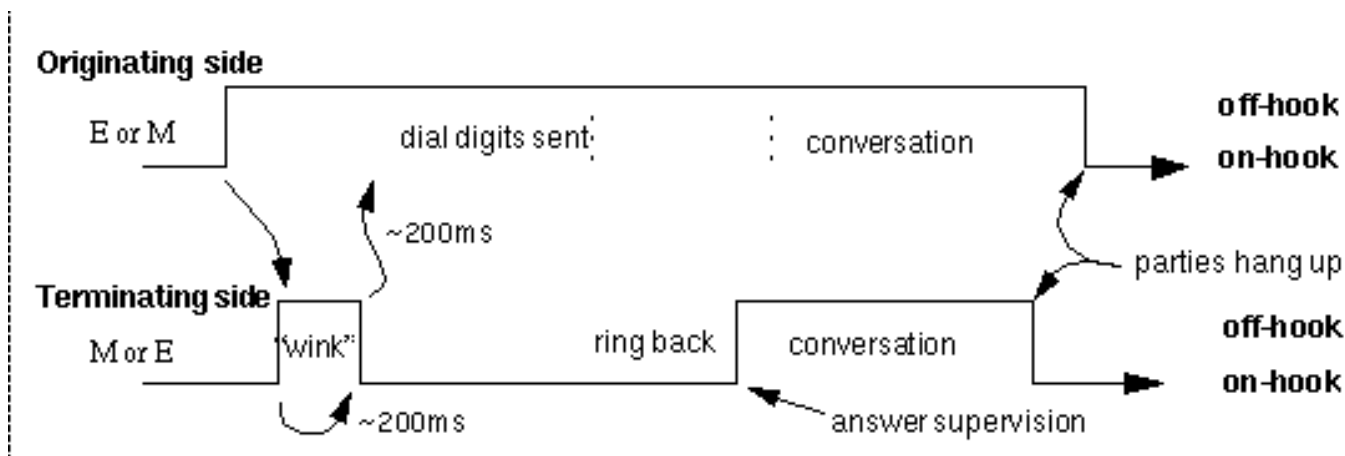 Originating side
off-hook
E or M
dial digits sent
conversation
on-hook
~200ms
parties hang up
Terminating side
off-hook
M or E
"wink"
ring back
conversation
on-hook
~200ms
answer supervision